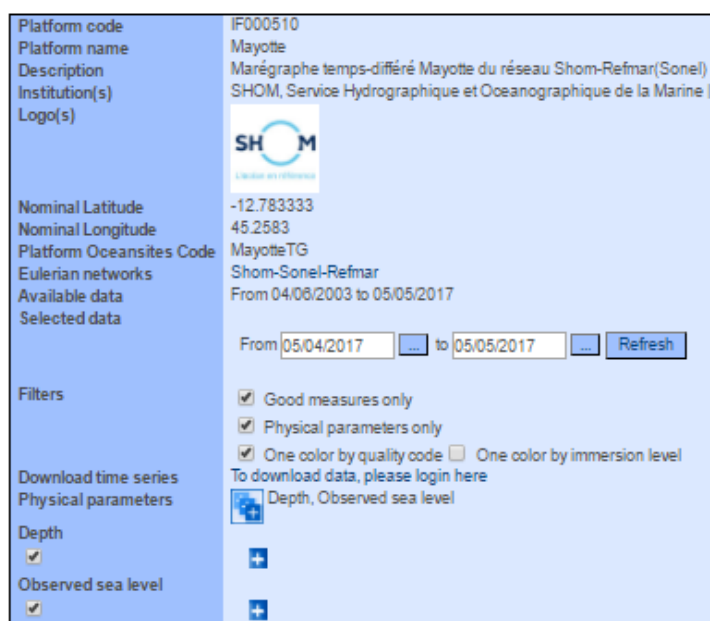 Platform code IF000510
Platform name Mayotte
Description Marégraphe temps-différé Mayotte du réseau Shom-Refmar(Sonel)
Institution(s) SHOM, Service Hydrographique et Oceanographique de la Marine
Logo(s)
SHOM
L'océan en référence
Nominal Latitude -12.783333
Nominal Longitude 45.2583
Platform Oceansites Code MayotteTG
Eulerian networks Shom-Sonel-Refmar
Available data From 04/06/2003 to 05/05/2017
Selected data
From 05/04/2017 ... to 05/05/2017 ... Refresh
Filters Good measures only
Physical parameters only
One color by quality code One color by immersion level
Download time series To download data, please login here
Physical parameters Depth, Observed sea level
Depth
Observed sea level